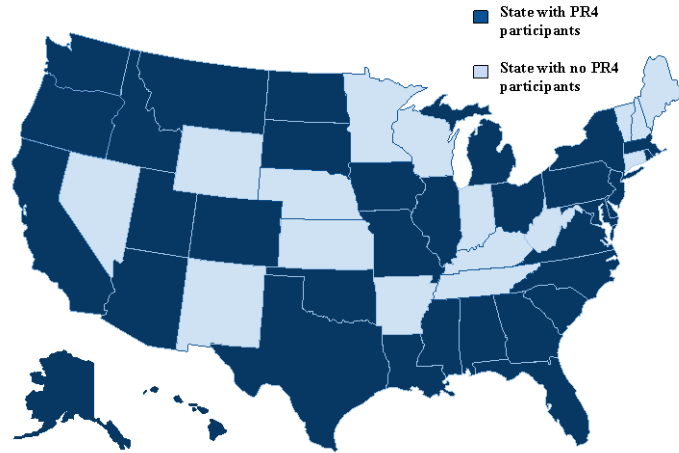 State with PR4
participants
State with no PR4
participants